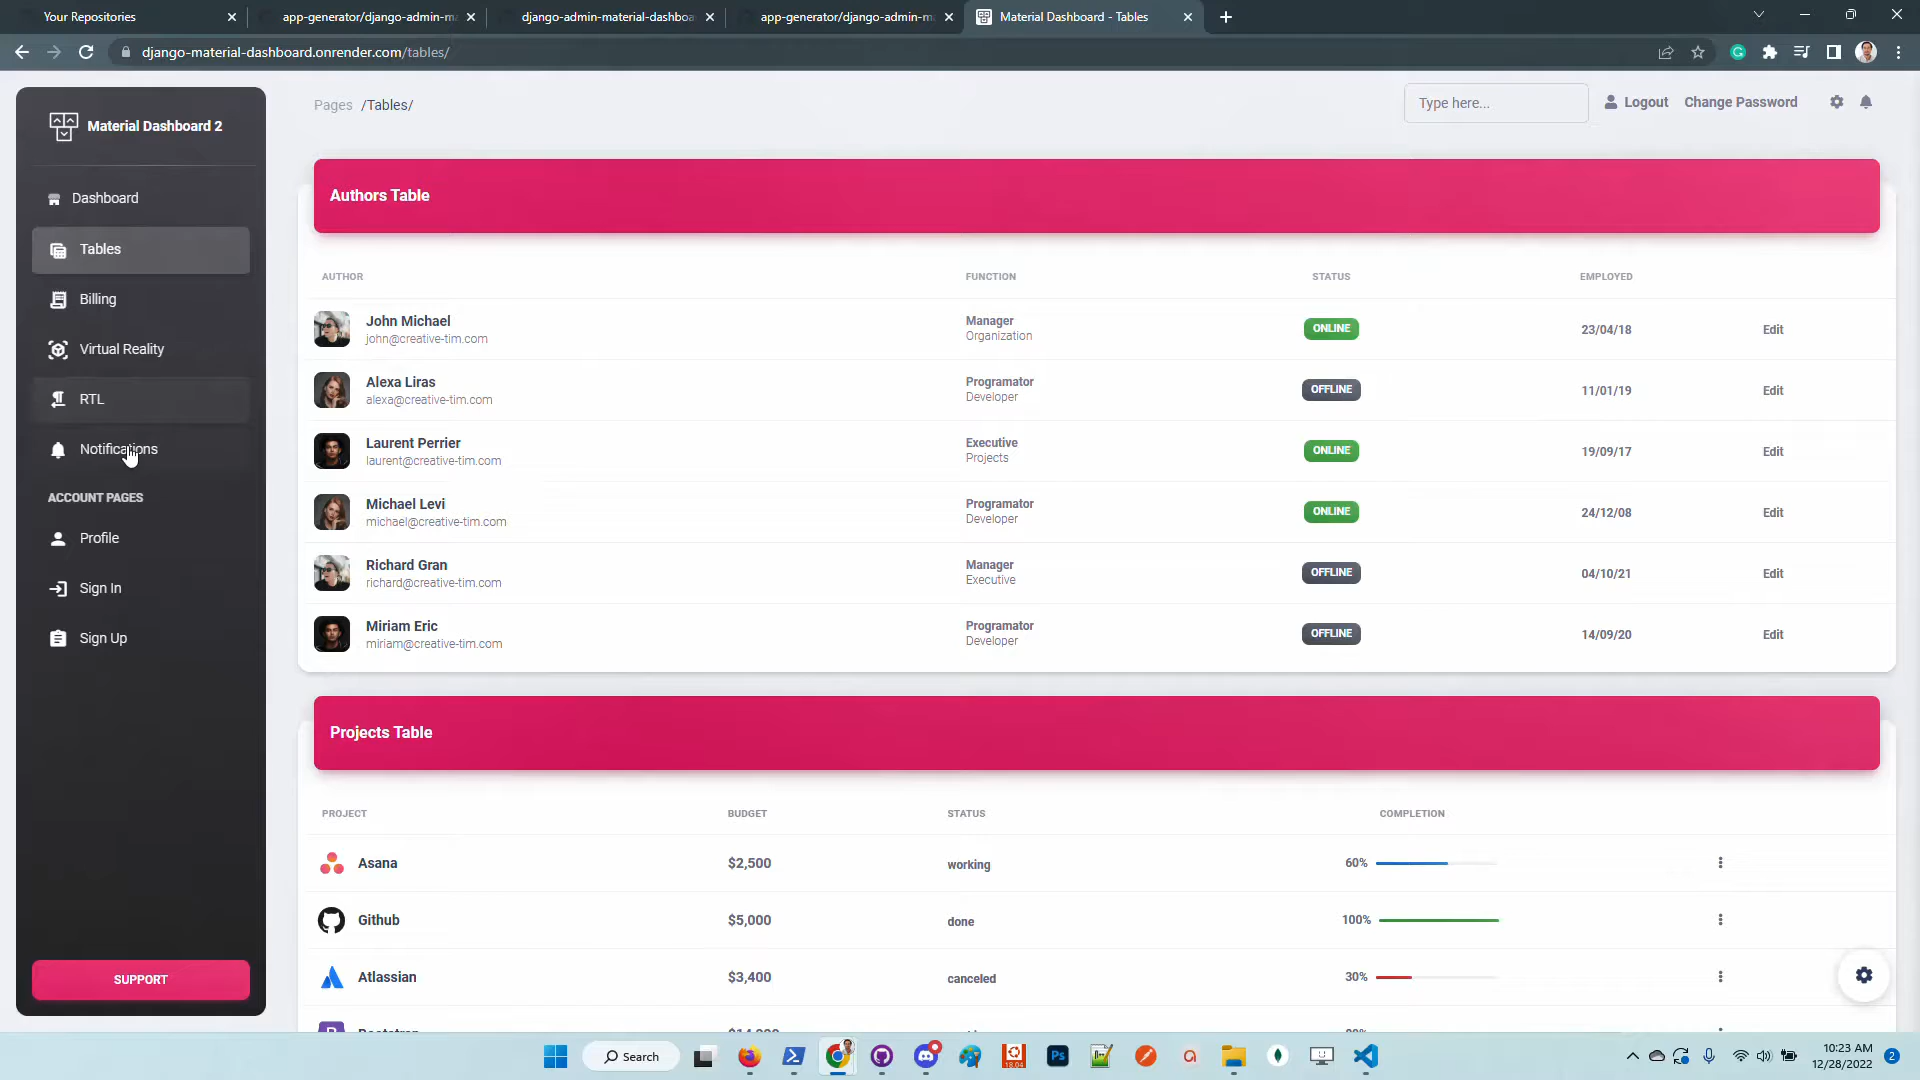 Your Repositories
app-generator/django-admin-ma
django-admin-material-dashboa
app-generator/django-admin-m
Material Dashboard - Tables
django-material-dashboard.onrender.com/tables/
Material Dashboard 2
Dashboard
Tables
Billing
Virtual Reality
RTL
Notifications
ACCOUNT PAGES
Profile
Sign In
Sign Up
SUPPORT
Pages /Tables/
Type here...
Logout
Change Password
Authors Table
AUTHOR FUNCTION STATUS EMPLOYED
John Michael Manager ONLINE 23/04/18 Edit
john@creative-tim.com Organization
Alexa Liras Programator OFFLINE 11/01/19 Edit
alexa@creative-tim.com Developer
Laurent Perrier Executive ONLINE 19/09/17 Edit
laurent@creative-tim.com Projects
Michael Levi Programator ONLINE 24/12/08 Edit
michael@creative-tim.com Developer
Richard Gran Manager OFFLINE 04/10/21 Edit
richard@creative-tim.com Executive
Miriam Eric Programator OFFLINE 14/09/20 Edit
miriam@creative-tim.com Developer
Projects Table
PROJECT BUDGET STATUS COMPLETION
Asana $2,500 working 60%
Github $5,000 done 100%
Atlassian $3,400 canceled 30%
Search
Ps
18.04
10:23 AM
12/28/2022
2